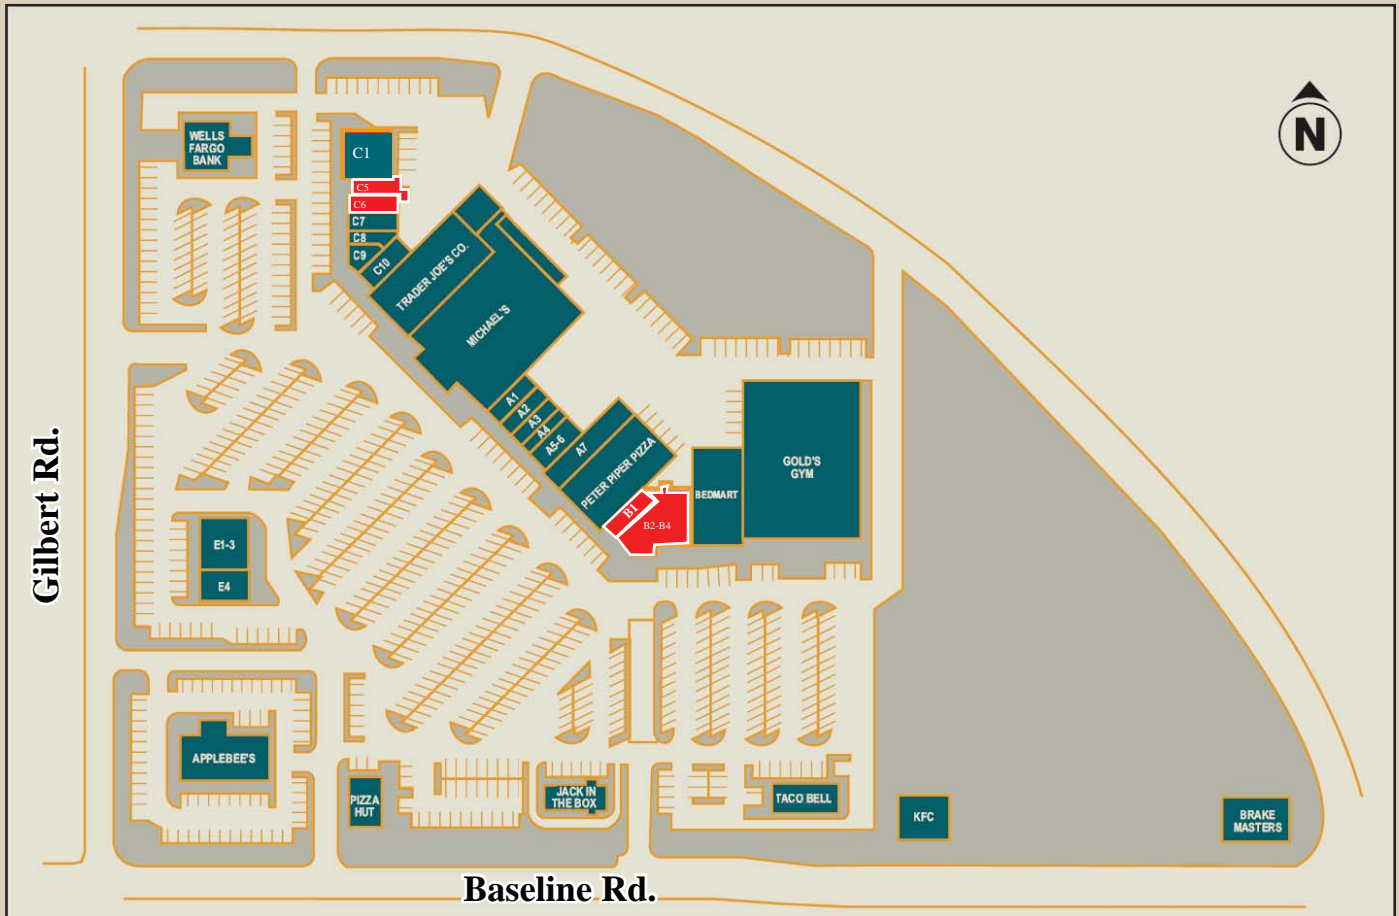 WELLS
FARGO
BANK
N
C1
C5
C6
C7
C8
C9
C10
TRADER JOE'S CO.
MICHAEL'S
A1
A2
A3
A4
A5-6
A7
PETER PIPER PIZZA
B1
B2-B4
BEDMART
GOLD'S
GYM
Gilbert Rd.
E1-3
E4
APPLEBEE'S
PIZZA
HUT
JACK IN
THE BOX
TACO BELL
KFC
BRAKE
MASTERS
Baseline Rd.